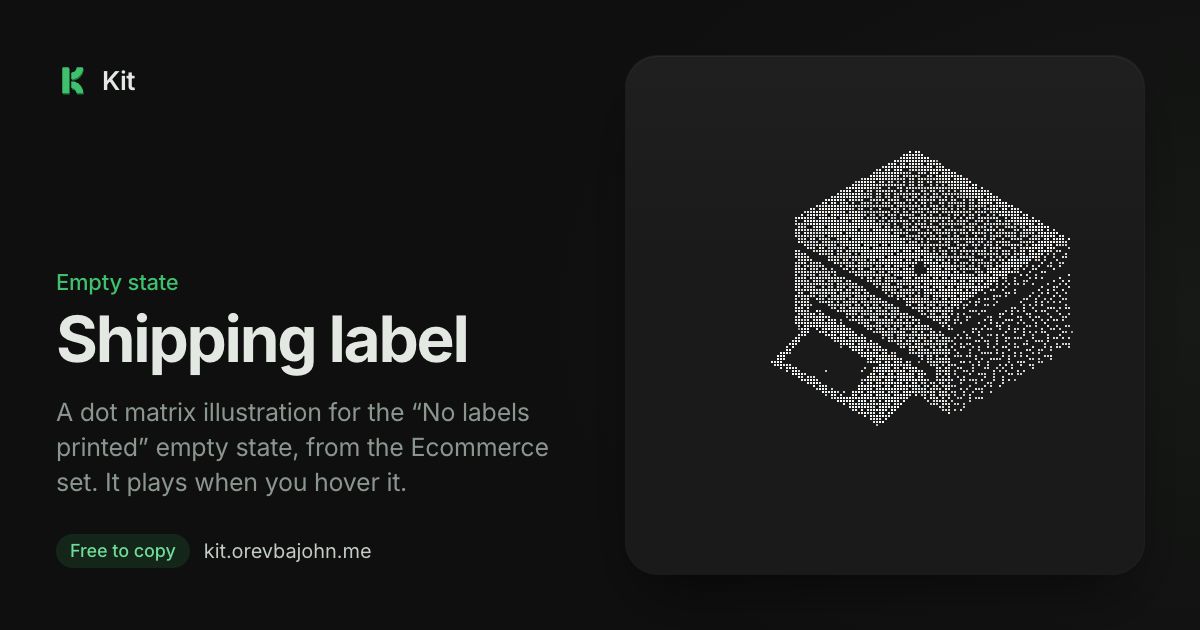 Kit
Empty state
Shipping label
A dot matrix illustration for the “No labels
printed” empty state, from the Ecommerce
set. It plays when you hover it.
Free to copy
kit.orevbajohn.me